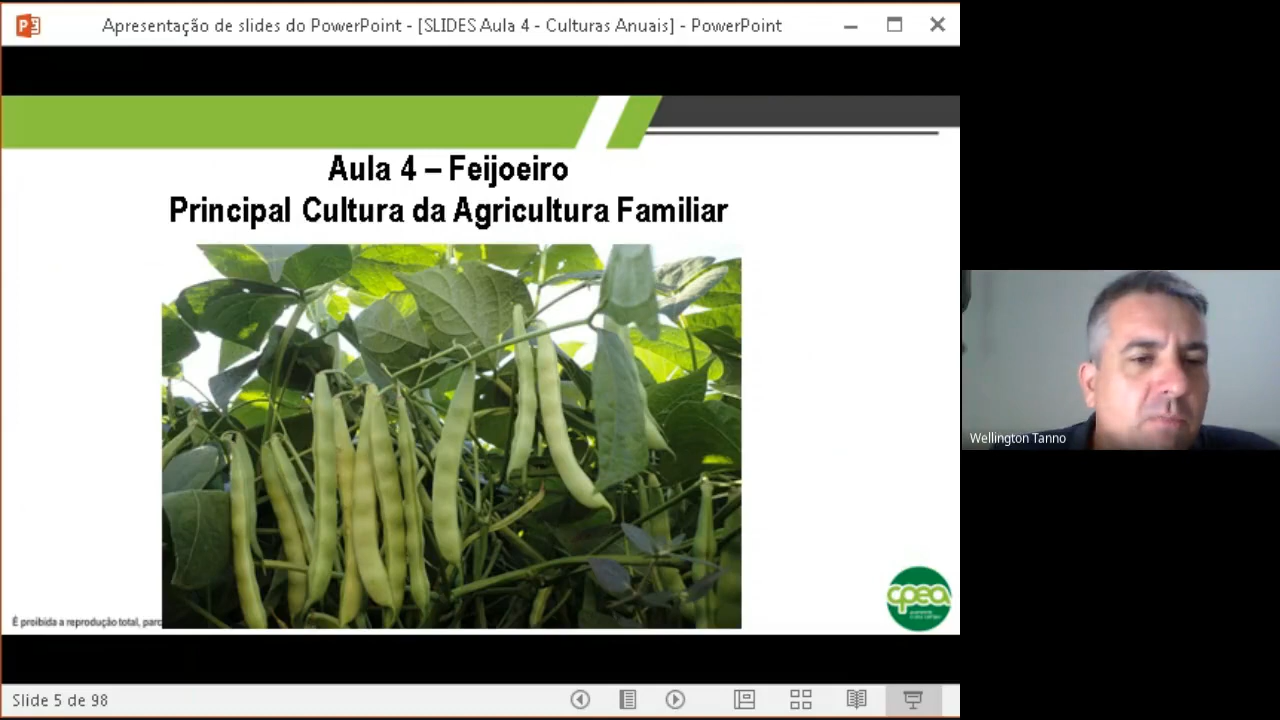 Apresentação de slides do PowerPoint - [SLIDES Aula 4 - Culturas Anuais] - PowerPoint
Aula 4 – Feijoeiro
Principal Cultura da Agricultura Familiar
Wellington Tanno
cpea
É proibida a reprodução total, parc
Slide 5 de 98